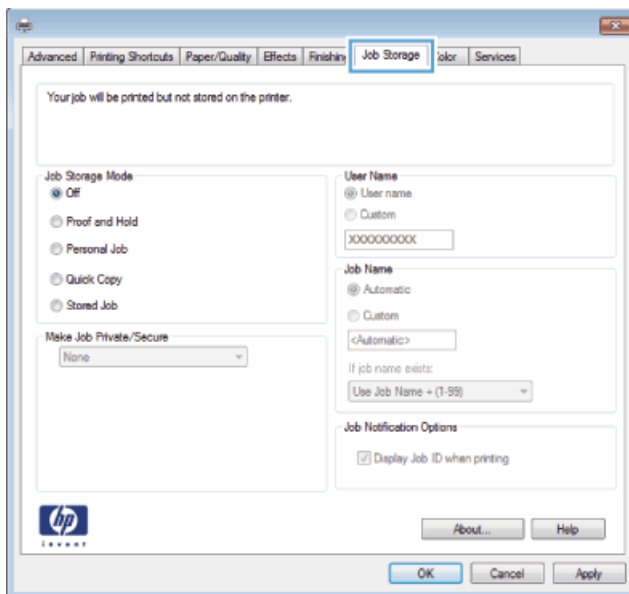 Advanced Printing Shortcuts Paper/Quality Effects Finishing Job Storage Color Services
Your job will be printed but not stored on the printer.
Job Storage Mode
Off
Proof and Hold
Personal Job
Quick Copy
Stored Job
Make Job Private/Secure
None
User Name
User name
Custom
XXXXXXXXX
Job Name
Automatic
Custom
<Automatic>
If job name exists:
Use Job Name + (1-99)
Job Notification Options
Display Job ID when printing
hp
invent
About... Help
OK Cancel Apply